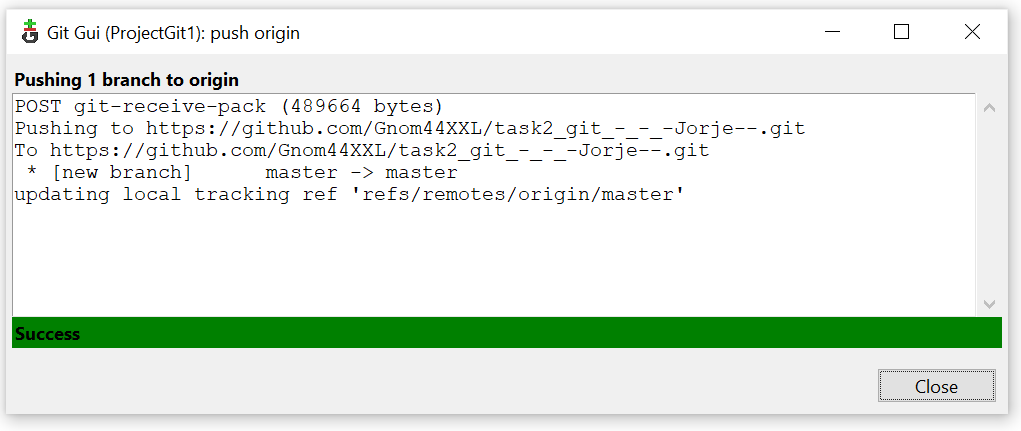 Git Gui (ProjectGit1): push origin
Pushing 1 branch to origin
POST git-receive-pack (489664 bytes)
Pushing to https://github.com/Gnom44XXL/task2_git_-_-_-Jorje--.git
To https://github.com/Gnom44XXL/task2_git_-_-_-Jorje--.git
 * [new branch]      master -> master
updating local tracking ref 'refs/remotes/origin/master'
Success
Close